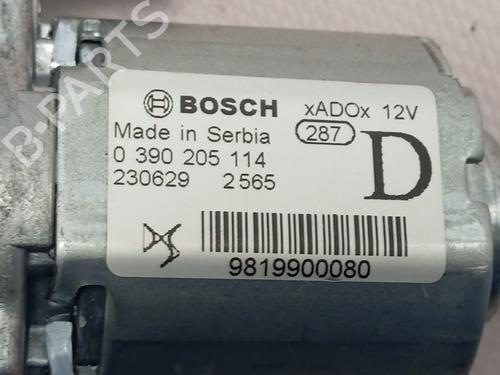 B-PARTS
BOSCH xADOx 12V
Made in Serbia 287
0 390 205 114 D
230629 2565
9819900080